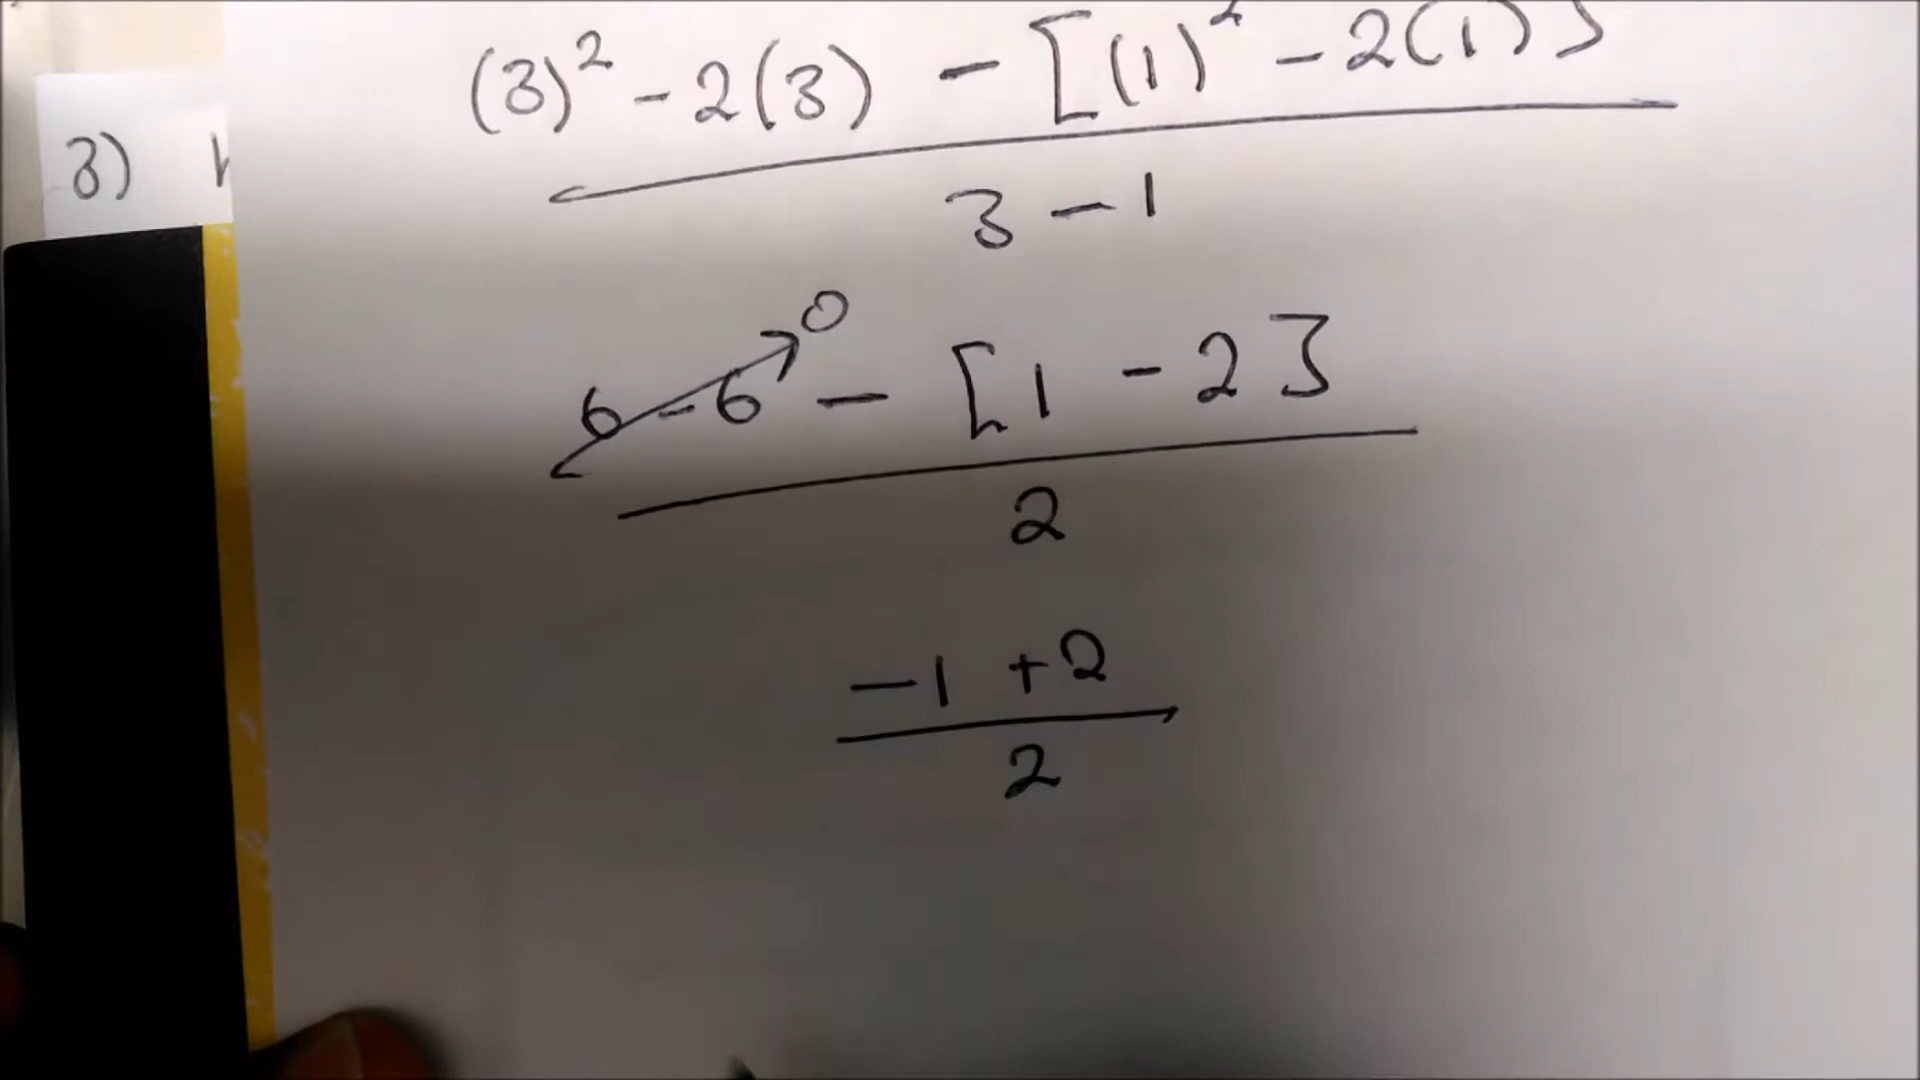 (3)² - 2(3) - [(1)² - 2(1)]
3 - 1
3)
0
6 - 6 - [1 - 2]
2
-1 + 2
2